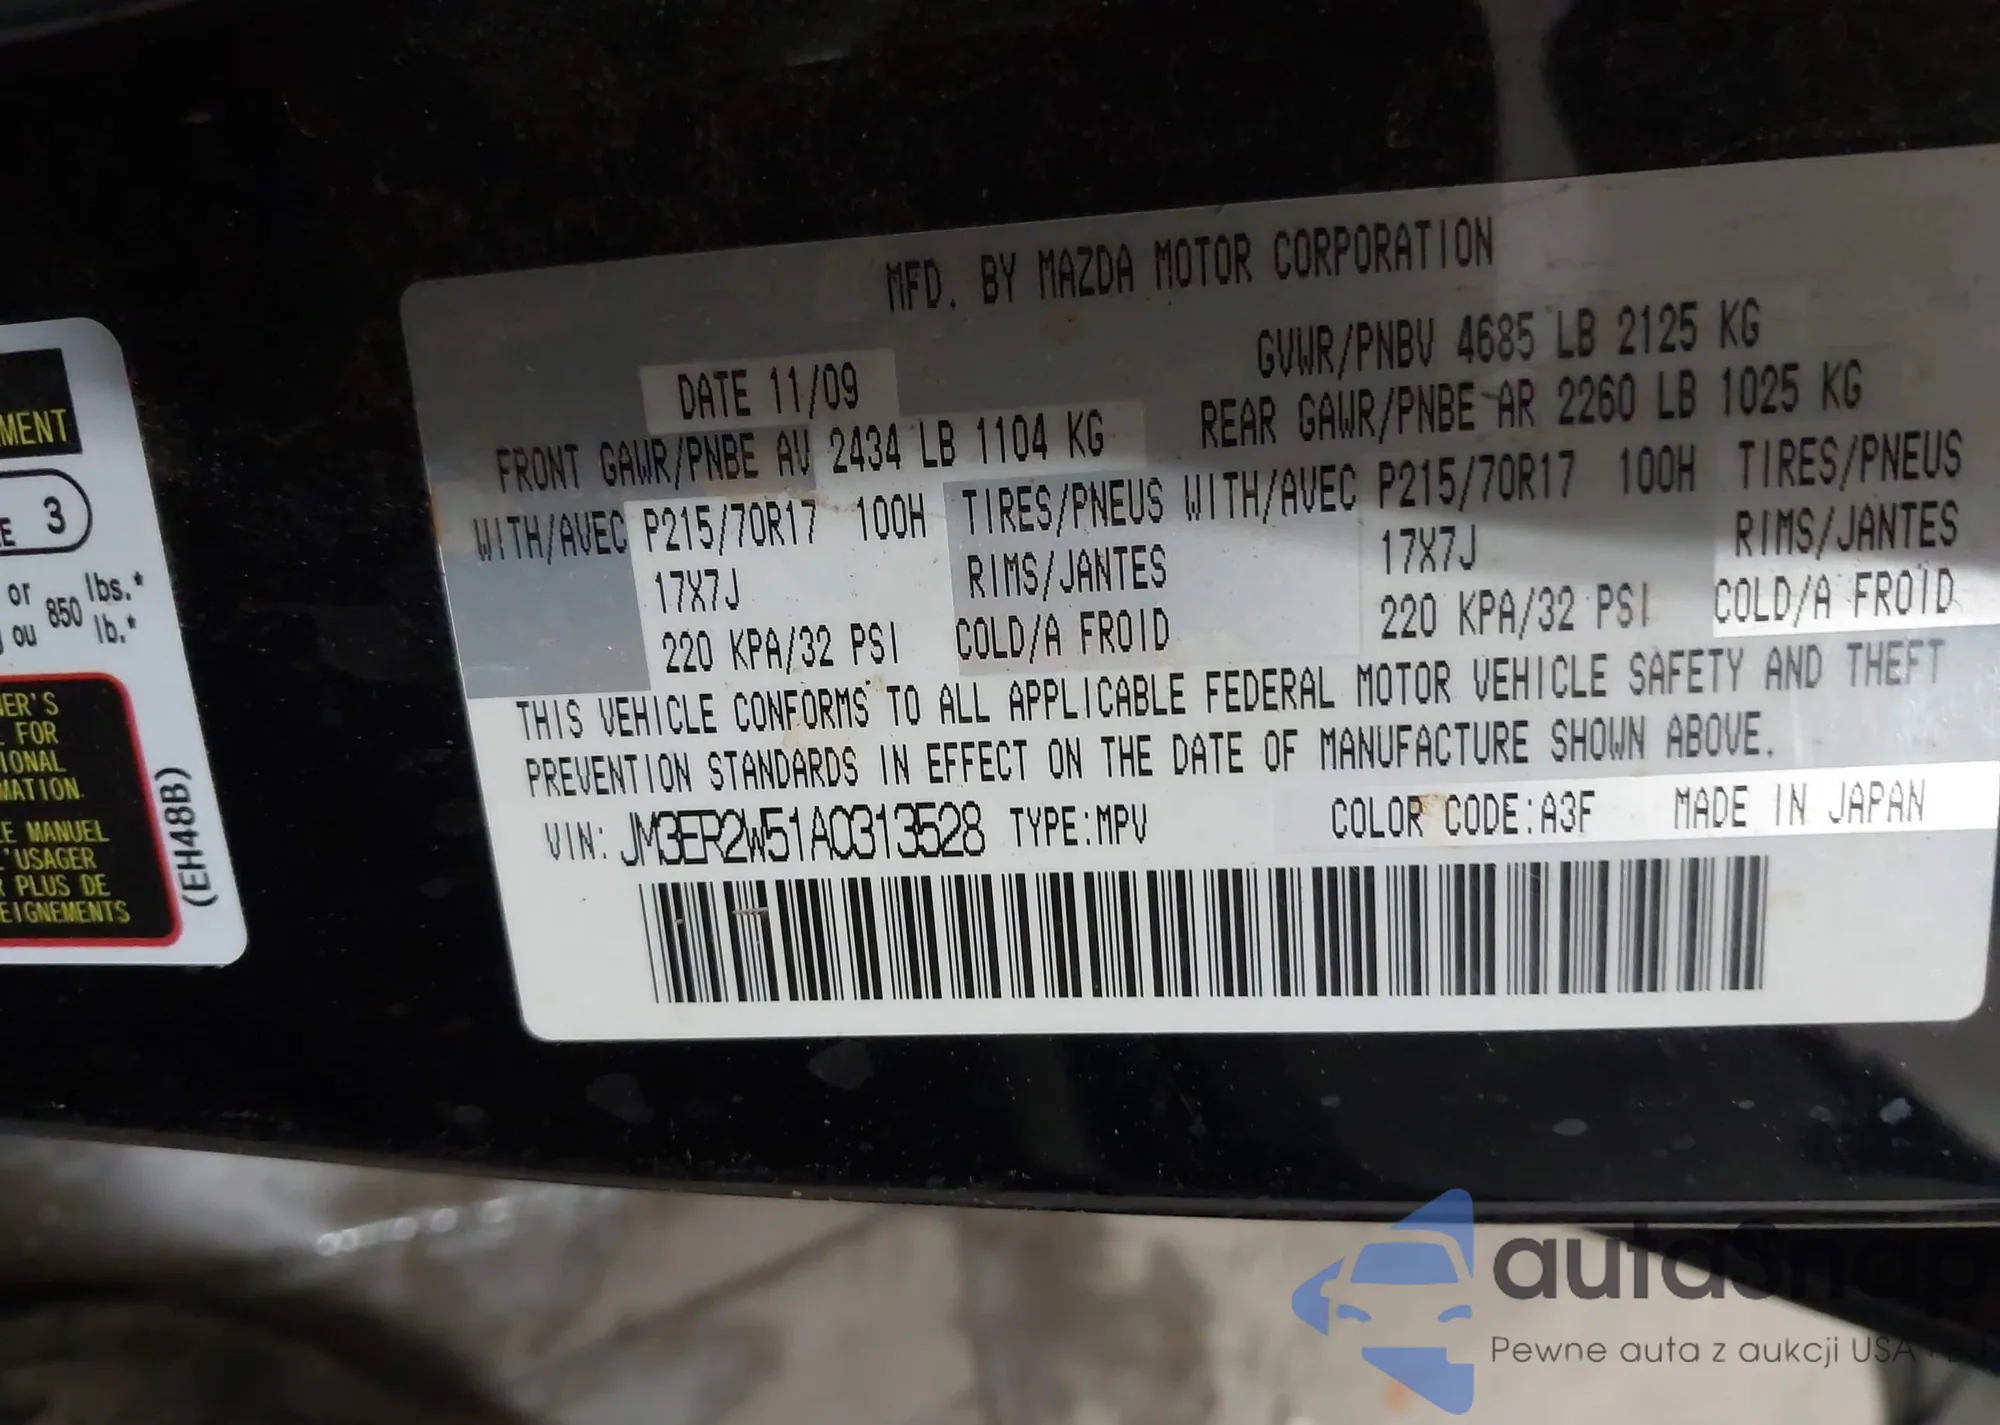 MENT
E 3
or 850 lbs.*
ou lb.*
NER'S
FOR
IONAL
MATION.
LE MANUEL
L'USAGER
R PLUS DE
EIGNEMENTS
(EH48B)
MFD. BY MAZDA MOTOR CORPORATION
DATE 11/09 GVWR/PNBV 4685 LB 2125 KG
FRONT GAWR/PNBE AV 2434 LB 1104 KG REAR GAWR/PNBE AR 2260 LB 1025 KG
WITH/AVEC P215/70R17 100H TIRES/PNEUS WITH/AVEC P215/70R17 100H TIRES/PNEUS
17X7J RIMS/JANTES 17X7J RIMS/JANTES
220 KPA/32 PSI COLD/A FROID 220 KPA/32 PSI COLD/A FROID
THIS VEHICLE CONFORMS TO ALL APPLICABLE FEDERAL MOTOR VEHICLE SAFETY AND THEFT
PREVENTION STANDARDS IN EFFECT ON THE DATE OF MANUFACTURE SHOWN ABOVE.
VIN: JM3ER2W51A0313528 TYPE:MPV COLOR CODE:A3F MADE IN JAPAN
autaSnap
Pewne auta z aukcji USA